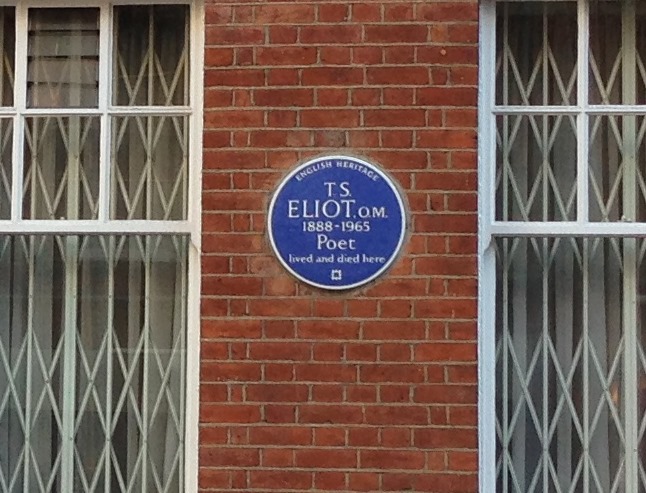 ENGLISH HERITAGE
T.S.
ELIOT, O.M.
1888-1965
Poet
lived and died here